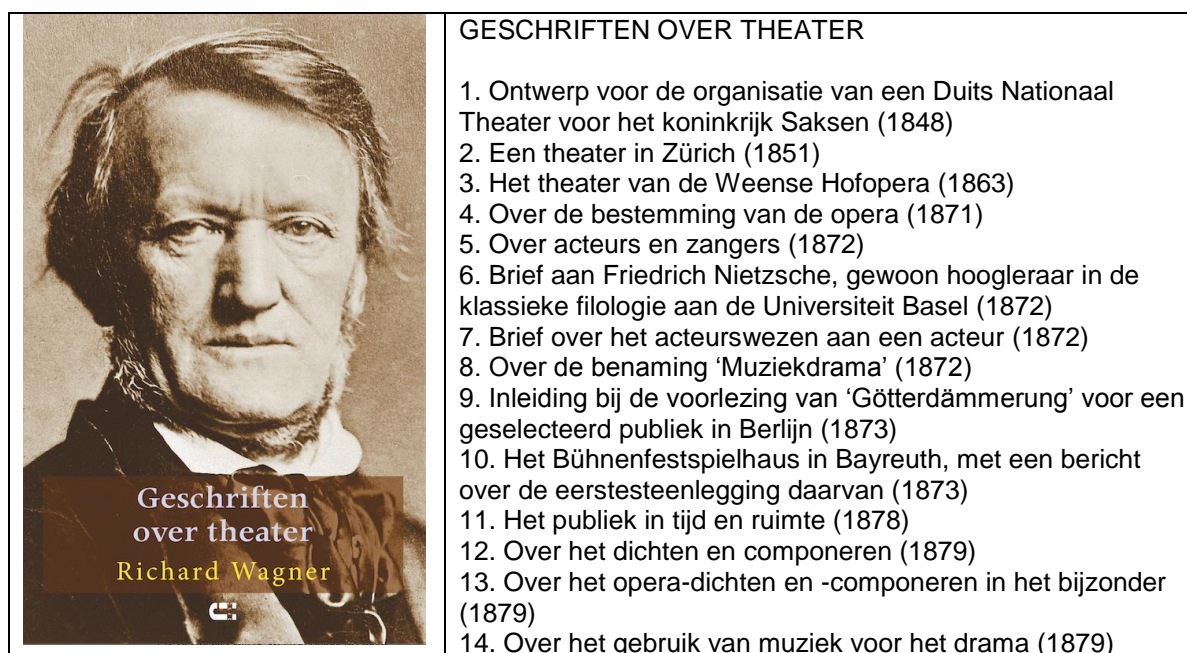 Geschriften
over theater
Richard Wagner
GESCHRIFTEN OVER THEATER
1. Ontwerp voor de organisatie van een Duits Nationaal
Theater voor het koninkrijk Saksen (1848)
2. Een theater in Zürich (1851)
3. Het theater van de Weense Hofopera (1863)
4. Over de bestemming van de opera (1871)
5. Over acteurs en zangers (1872)
6. Brief aan Friedrich Nietzsche, gewoon hoogleraar in de
klassieke filologie aan de Universiteit Basel (1872)
7. Brief over het acteurswezen aan een acteur (1872)
8. Over de benaming ‘Muziekdrama’ (1872)
9. Inleiding bij de voorlezing van ‘Götterdämmerung’ voor een
geselecteerd publiek in Berlijn (1873)
10. Het Bühnenfestspielhaus in Bayreuth, met een bericht
over de eerstesteenlegging daarvan (1873)
11. Het publiek in tijd en ruimte (1878)
12. Over het dichten en componeren (1879)
13. Over het opera-dichten en -componeren in het bijzonder
(1879)
14. Over het gebruik van muziek voor het drama (1879)